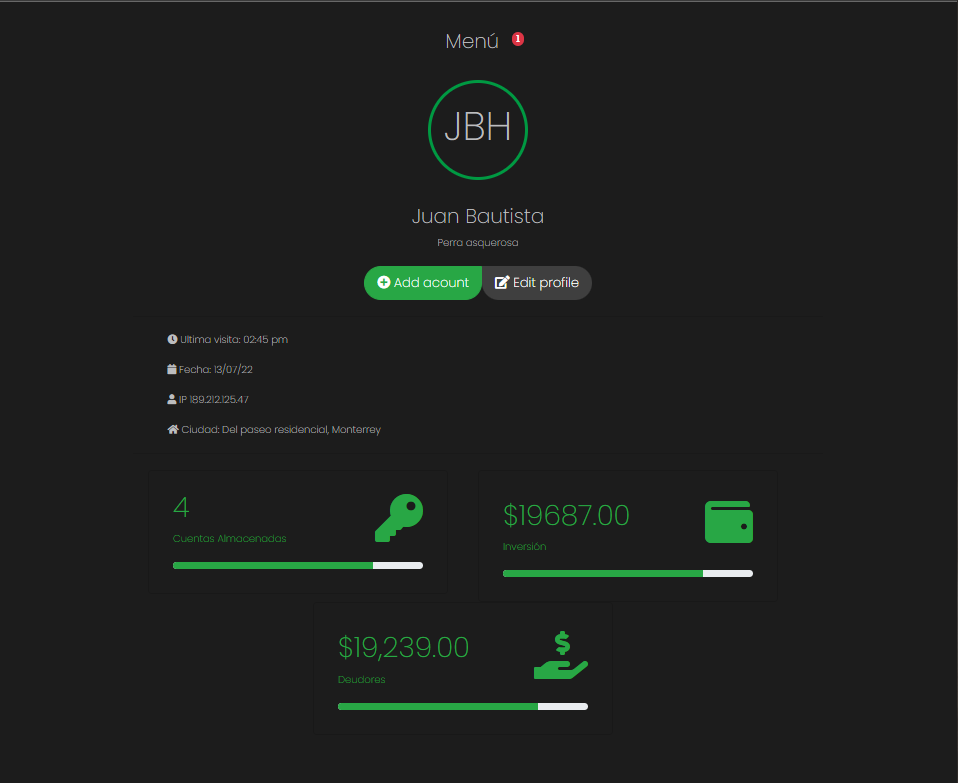 Menú 1
JBH
Juan Bautista
Perra asquerosa
Add acount Edit profile
Ultima visita: 02:45 pm
Fecha: 13/07/22
IP 189.212.125.47
Ciudad: Del paseo residencial, Monterrey
4
Cuentas Almacenadas
$19687.00
Inversión
$19,239.00
Deudores